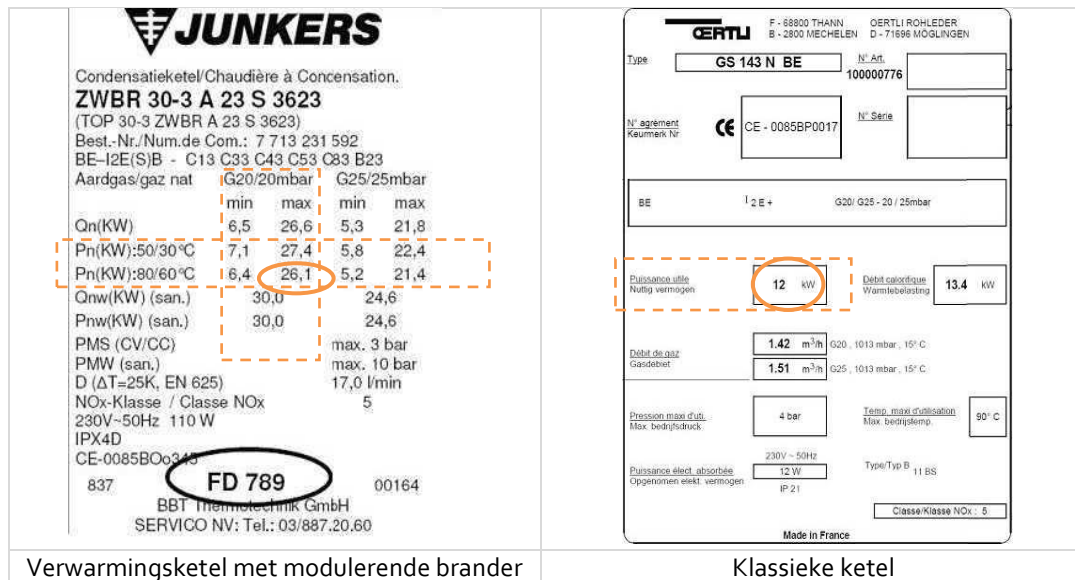 JUNKERS
Condensatieketel/Chaudière à Concensation.
ZWBR 30-3 A 23 S 3623
(TOP 30-3 ZWBR A 23 S 3623)
Best.-Nr./Num.de Com.: 7 713 231 592
BE–I2E(S)B - C13 C33 C43 C53 C83 B23
Aardgas/gaz nat G20/20mbar G25/25mbar
min max min max
Qn(KW) 6,5 26,6 5,3 21,8
Pn(KW):50/30°C 7,1 27,4 5,8 22,4
Pn(KW):80/60°C 6,4 26,1 5,2 21,4
Qnw(KW) (san.) 30,0 24,6
Pnw(KW) (san.) 30,0 24,6
PMS (CV/CC) max. 3 bar
PMW (san.) max. 10 bar
D (ΔT=25K, EN 625) 17,0 l/min
NOx-Klasse / Classe NOx 5
230V~50Hz 110 W
IPX4D
CE-0085BOo345
837 FD 789 00164
BBT Thermotechnik GmbH
SERVICO NV: Tel.: 03/887.20.60
Verwarmingsketel met modulerende brander
ŒRTLI
F - 68800 THANN OERTLI ROHLEDER
B - 2800 MECHELEN D - 71696 MÖGLINGEN
Type GS 143 N BE N° Art.
100000776
N° agrément
Keurmerk Nr
CE CE - 0085BP0017
N° Série
BE I 2 E + G20/ G25 - 20 / 25mbar
Puissance utile
Nuttig vermogen
12 kW
Débit calorifique
Warmtebelasting
13.4 kW
Débit de gaz
Gasdebiet
1.42 m³/h G20 , 1013 mbar , 15° C
1.51 m³/h G25 , 1013 mbar , 15° C
Pression maxi d'uti.
Max. bedrijfsdruck
4 bar
Temp. maxi d'utilisation
Max. bedrijstemp.
90° C
230V ~ 50Hz
Puissance élect. absorbée
Opgenomen elekt. vermogen
12 W
IP 21
Type/Typ B 11 BS
Classe/Klasse NOx : 5
Made in France
Klassieke ketel